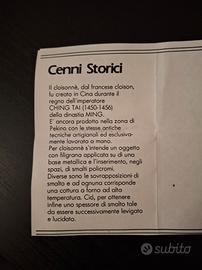 Cenni Storici
Il cloisonnè, dal francese cloison,
fu creato in Cina durante il
regno dell'imperatore
CHING TAI (1450-1456)
della dinastia MING.
E' ancora prodotto nella zona di
Pekino con le stesse antiche
tecniche artigianali ed esclusiva-
mente lavorato a mano.
Per cloisonnè s'intende un oggetto
con filigrana applicata su di una
base metallica e l'inserimento, negli
spazi, di smalti policromi.
Diverse sono le sovrapposizioni di
smalto e ad ognuna corrisponde
una cottura a forno ad alta
temperatura. Ciò, per ottenere
infine uno spessore di smalto tale
da essere successivamente levigato
e lucidato.
subito